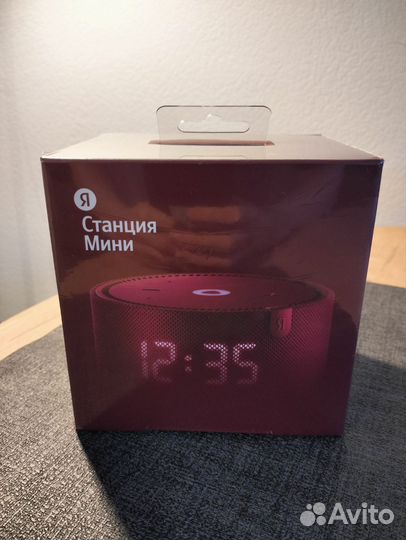 Я
Станция
Мини
Я
12:35
Avito